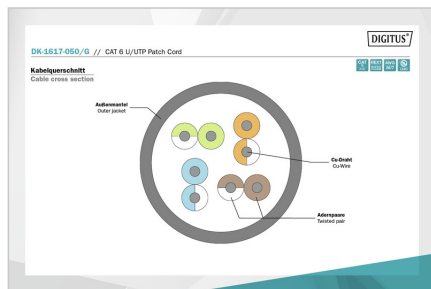 DIGITUS®
DK-1617-050/G // CAT 6 U/UTP Patch Cord
Kabelquerschnitt
Cable cross section
Außenmantel
Outer jacket
Cu-Draht
Cu-Wire
Adernpaare
Twisted pair